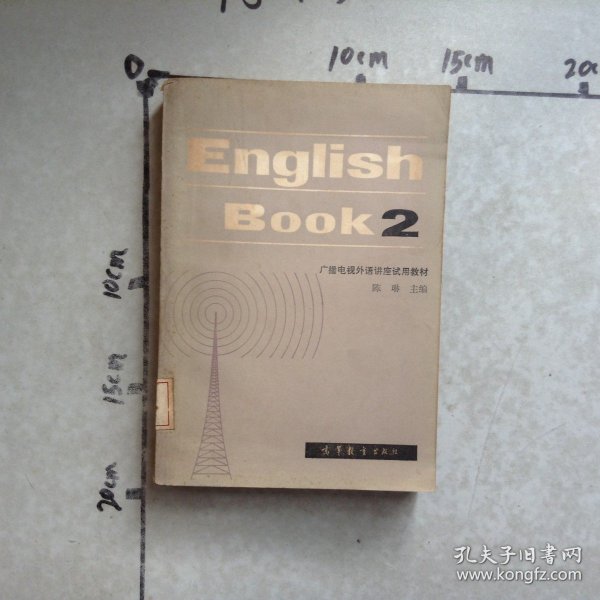 0
10cm
15cm
20c
10cm
15cm
20cm
English
Book 2
广播电视外语讲座试用教材
陈琳 主编
高等教育出版社
孔夫子旧书网
www.kongfz.com